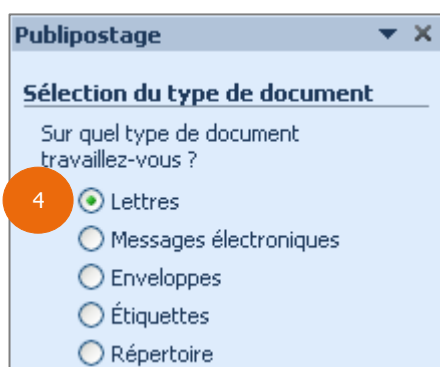 Publipostage
Sélection du type de document
Sur quel type de document
travaillez-vous ?
4 Lettres
Messages électroniques
Enveloppes
Étiquettes
Répertoire